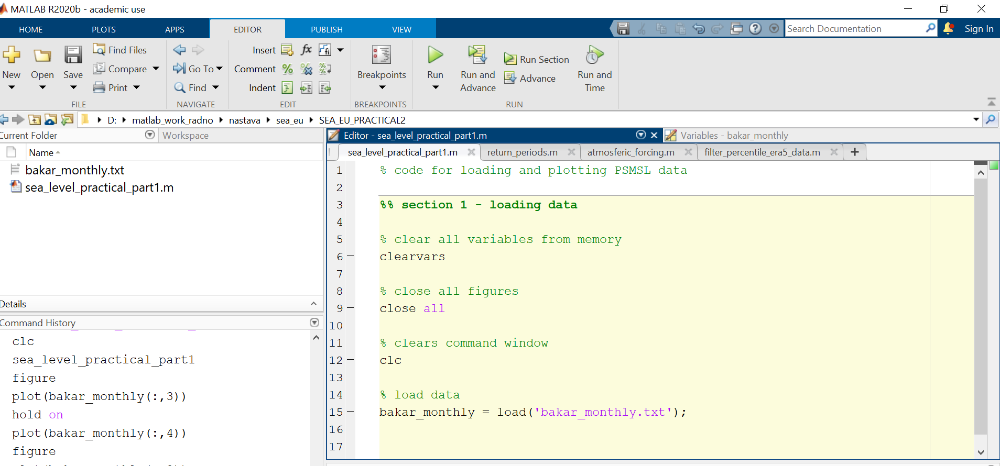 MATLAB R2020b - academic use
HOME PLOTS APPS EDITOR PUBLISH VIEW Search Documentation Sign In
New
Open
Save
Find Files
Compare
Print
FILE
Go To
Find
NAVIGATE
Insert fx fi
Comment
Indent
EDIT
Breakpoints
BREAKPOINTS
Run
Run and
Advance
Run Section
Advance
Run and
Time
RUN
D: matlab_work_radno nastava sea_eu SEA_EU_PRACTICAL2
Current Folder
Workspace
Name
bakar_monthly.txt
sea_level_practical_part1.m
Details
Command History
clc
sea_level_practical_part1
figure
plot(bakar_monthly(:,3))
hold on
plot(bakar_monthly(:,4))
figure
Editor - sea_level_practical_part1.m
Variables - bakar_monthly
sea_level_practical_part1.m return_periods.m atmosferic_forcing.m filter_percentile_era5_data.m
1 % code for loading and plotting PSMSL data
2
3 %% section 1 - loading data
4
5 % clear all variables from memory
6 clearvars
7
8 % close all figures
9 close all
10
11 % clears command window
12 clc
13
14 % load data
15 bakar_monthly = load('bakar_monthly.txt');
16
17